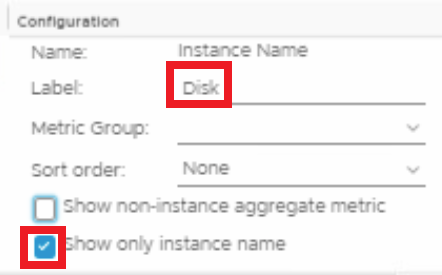 Configuration
Name: Instance Name
Label: Disk
Metric Group:
Sort order: None
Show non-instance aggregate metric
Show only instance name